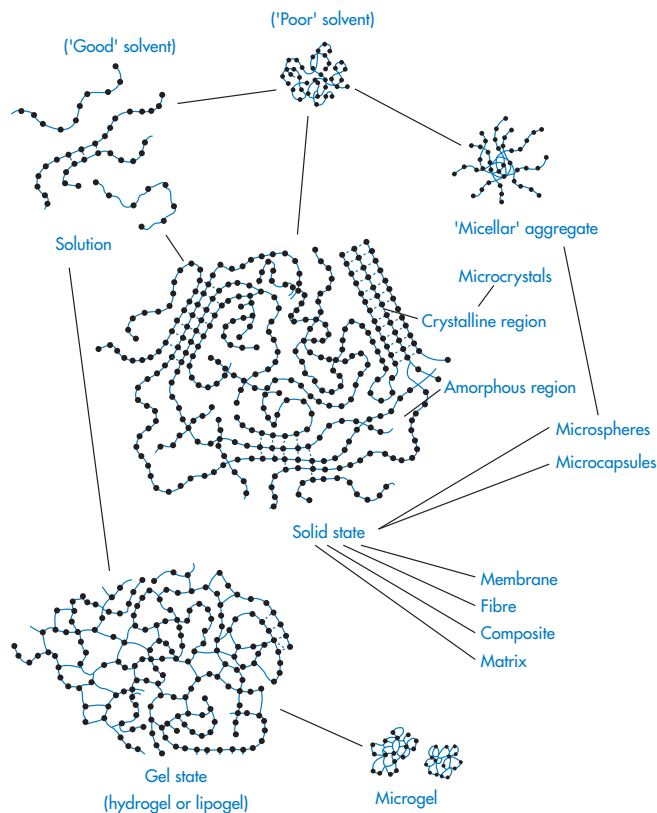 ('Poor' solvent)
('Good' solvent)
Solution
'Micellar' aggregate
Microcrystals
Crystalline region
Amorphous region
Microspheres
Microcapsules
Solid state
Membrane
Fibre
Composite
Matrix
Gel state
(hydrogel or lipogel)
Microgel